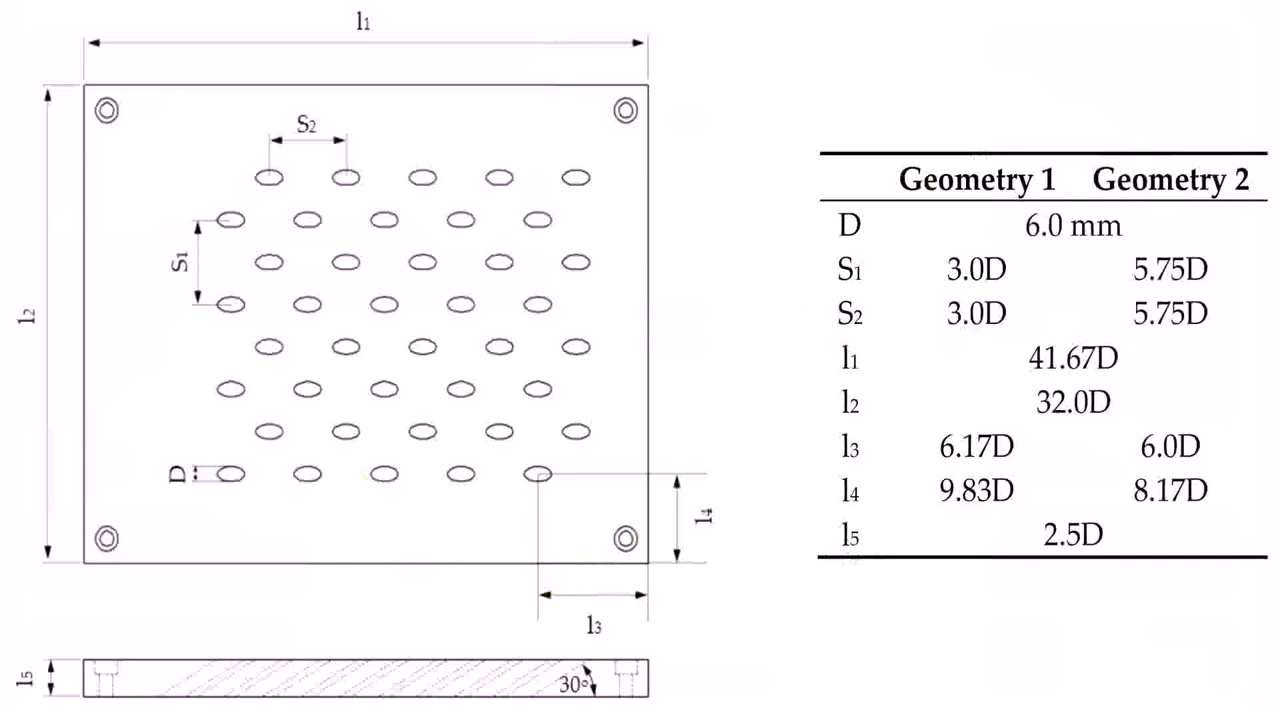 l₁
S₂
S₁
l₂
D
l₄
l₃
l₅
30°
Geometry 1 Geometry 2
D 6.0 mm
S₁ 3.0D 5.75D
S₂ 3.0D 5.75D
l₁ 41.67D
l₂ 32.0D
l₃ 6.17D 6.0D
l₄ 9.83D 8.17D
l₅ 2.5D